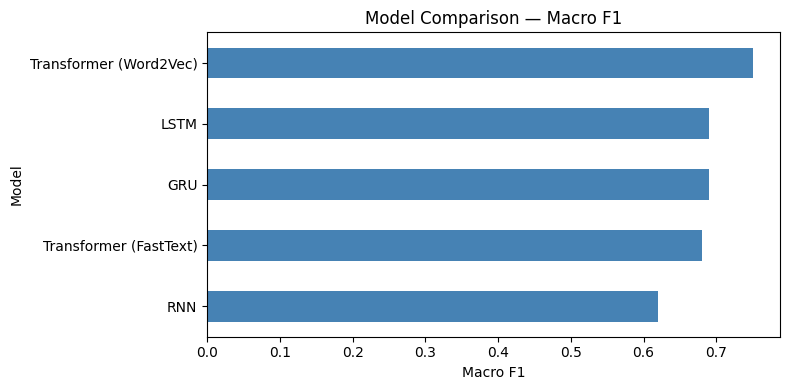 Model Comparison — Macro F1
Transformer (Word2Vec)
LSTM
GRU
Transformer (FastText)
RNN
Model
0.0 0.1 0.2 0.3 0.4 0.5 0.6 0.7
Macro F1